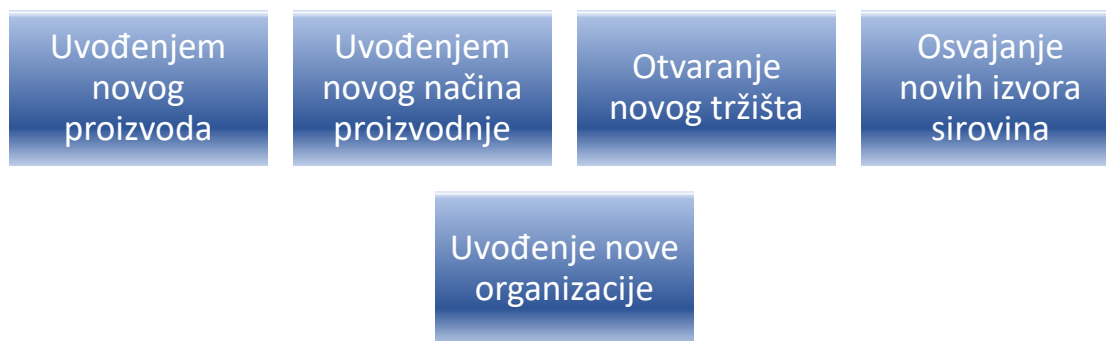 Uvođenjem
novog
proizvoda
Uvođenjem
novog načina
proizvodnje
Otvaranje
novog tržišta
Osvajanje
novih izvora
sirovina
Uvođenje nove
organizacije